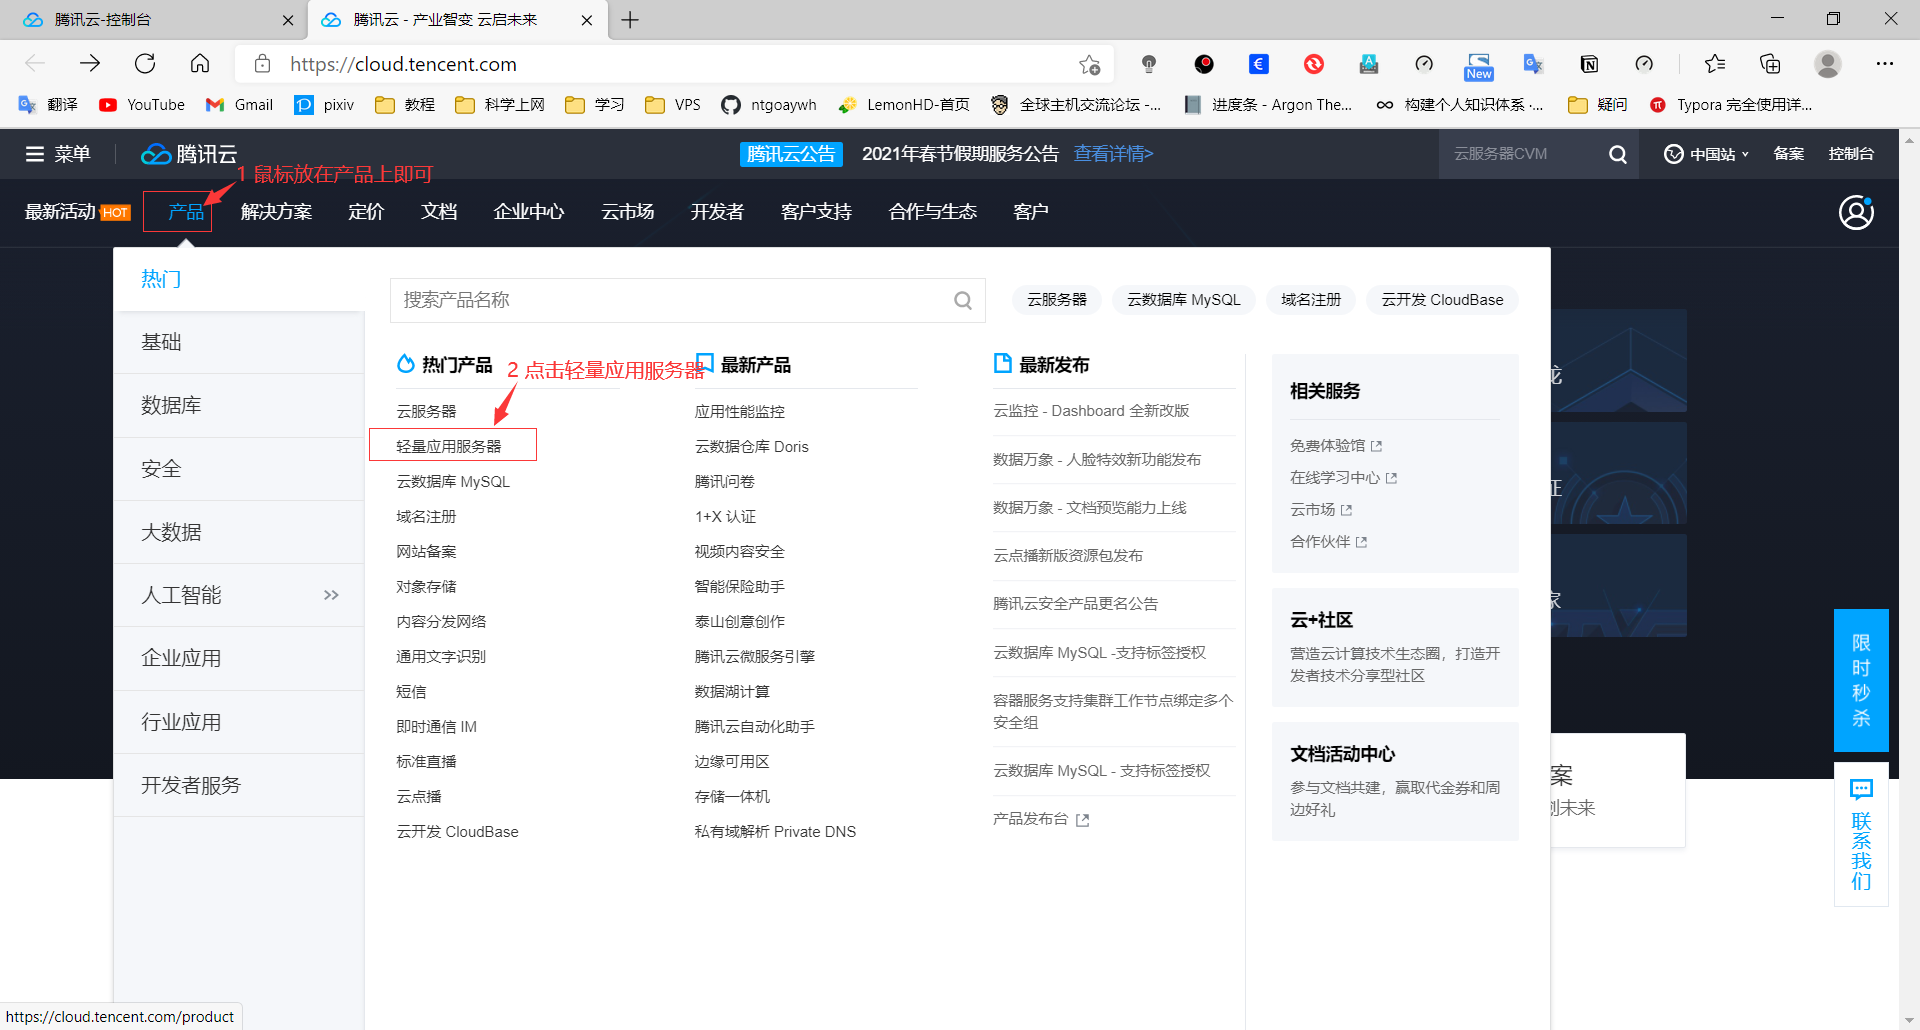 腾讯云-控制台
腾讯云 - 产业智变 云启未来
https://cloud.tencent.com
New
翻译
YouTube
Gmail
pixiv
教程
科学上网
学习
VPS
ntgoaywh
LemonHD-首页
全球主机交流论坛 -...
进度条 - Argon The...
构建个人知识体系 ·...
疑问
Typora 完全使用详...
菜单
腾讯云
腾讯云公告
2021年春节假期服务公告
查看详情>
云服务器CVM
中国站
备案
控制台
1 鼠标放在产品上即可
最新活动 HOT
产品
解决方案
定价
文档
企业中心
云市场
开发者
客户支持
合作与生态
客户
热门
基础
数据库
安全
大数据
人工智能
企业应用
行业应用
开发者服务
搜索产品名称
云服务器
云数据库 MySQL
域名注册
云开发 CloudBase
热门产品
2 点击轻量应用服务器
云服务器
轻量应用服务器
云数据库 MySQL
域名注册
网站备案
对象存储
内容分发网络
通用文字识别
短信
即时通信 IM
标准直播
云点播
云开发 CloudBase
最新产品
应用性能监控
云数据仓库 Doris
腾讯问卷
1+X 认证
视频内容安全
智能保险助手
泰山创意创作
腾讯云微服务引擎
数据湖计算
腾讯云自动化助手
边缘可用区
存储一体机
私有域解析 Private DNS
最新发布
云监控 - Dashboard 全新改版
数据万象 - 人脸特效新功能发布
数据万象 - 文档预览能力上线
云点播新版资源包发布
腾讯云安全产品更名公告
云数据库 MySQL -支持标签授权
容器服务支持集群工作节点绑定多个
安全组
云数据库 MySQL - 支持标签授权
产品发布台
相关服务
免费体验馆
在线学习中心
云市场
合作伙伴
云+社区
营造云计算技术生态圈，打造开
发者技术分享型社区
文档活动中心
参与文档共建，赢取代金券和周
边好礼
案
未来
限
时
秒
杀
联
系
我
们
https://cloud.tencent.com/product